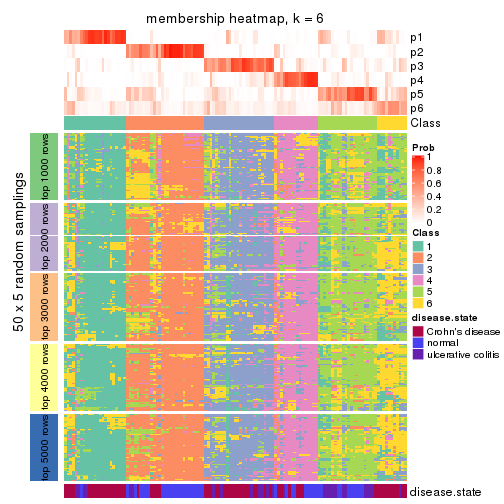 membership heatmap, k = 6
p1
p2
p3
p4
p5
p6
Class
50 x 5 random samplings
top 1000 rows
top 2000 rows
top 3000 rows
top 4000 rows
top 5000 rows
Prob
1
0.8
0.6
0.4
0.2
0
Class
1
2
3
4
5
6
disease.state
Crohn's disease
normal
ulcerative colitis
disease.state